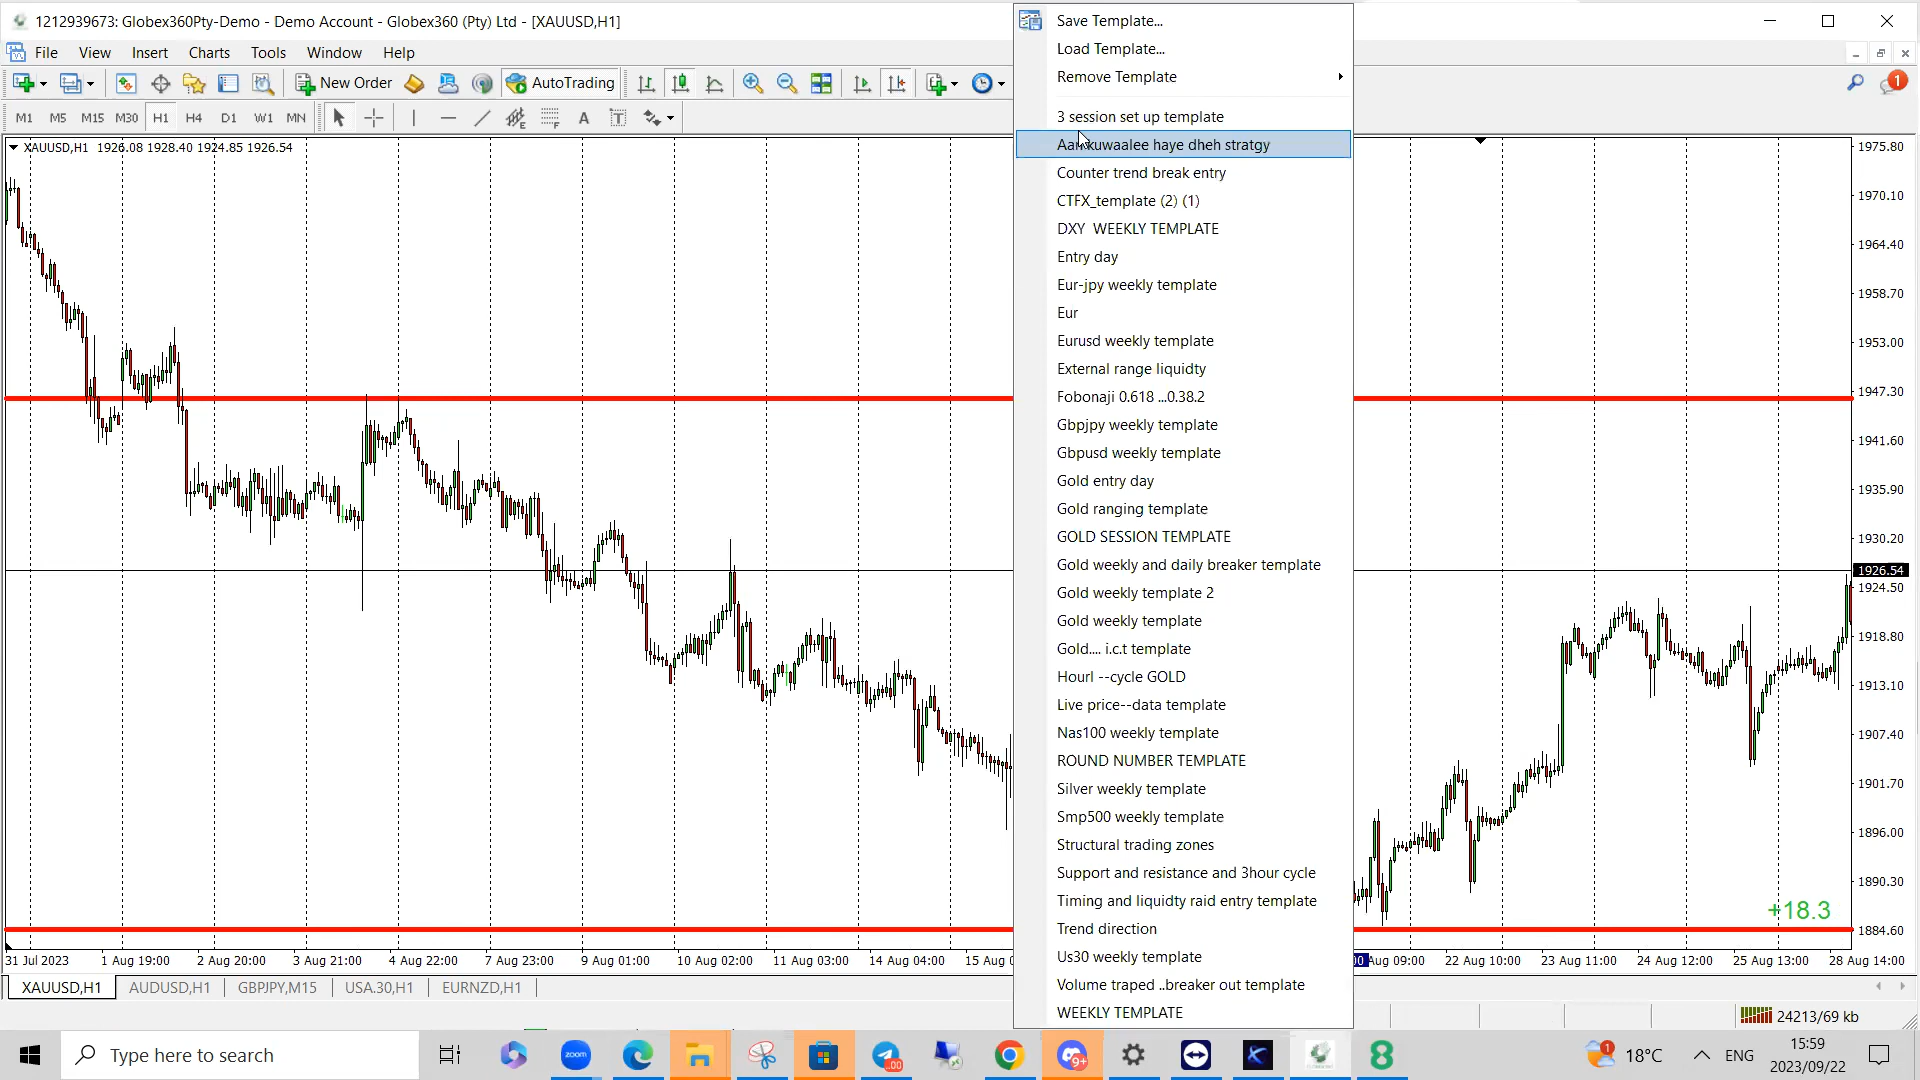 1212939673: Globex360Pty-Demo - Demo Account - Globex360 (Pty) Ltd - [XAUUSD,H1]
File View Insert Charts Tools Window Help
New Order AutoTrading
1
M1 M5 M15 M30 H1 H4 D1 W1 MN
A T
XAUUSD,H1 1926.08 1928.40 1924.85 1926.54
Save Template...
Load Template...
Remove Template
3 session set up template
haye dheh stratgy
Counter trend break entry
CTFX_template (2) (1)
DXY  WEEKLY TEMPLATE
Entry day
Eur-jpy weekly template
Eur
Eurusd weekly template
External range liquidty
Fobonaji 0.618 ...0.38.2
Gbpjpy weekly template
Gbpusd weekly template
Gold entry day
Gold ranging template
GOLD SESSION TEMPLATE
Gold weekly and daily breaker template
Gold weekly template 2
Gold weekly template
Gold.... i.c.t template
Hourl --cycle GOLD
Live price--data template
Nas100 weekly template
ROUND NUMBER TEMPLATE
Silver weekly template
Smp500 weekly template
Structural trading zones
Support and resistance and 3hour cycle
Timing and liquidty raid entry template
Trend direction
Us30 weekly template
Volume traped ..breaker out template
WEEKLY TEMPLATE
1975.80
1970.10
1964.40
1958.70
1953.00
1947.30
1941.60
1935.90
1930.20
1926.54
1924.50
1918.80
1913.10
1907.40
1901.70
1896.00
1890.30
1884.60
+18.3
31 Jul 2023 1 Aug 19:00 2 Aug 20:00 3 Aug 21:00 4 Aug 22:00 7 Aug 23:00 9 Aug 01:00 10 Aug 02:00 11 Aug 03:00 14 Aug 04:00 15 Aug 0 Aug 09:00 22 Aug 10:00 23 Aug 11:00 24 Aug 12:00 25 Aug 13:00 28 Aug 14:00
XAUUSD,H1 AUDUSD,H1 GBPJPY,M15 USA.30,H1 EURNZD,H1
24213/69 kb
Type here to search
zoom
.00
9+
8
1
18°C
ENG
15:59
2023/09/22